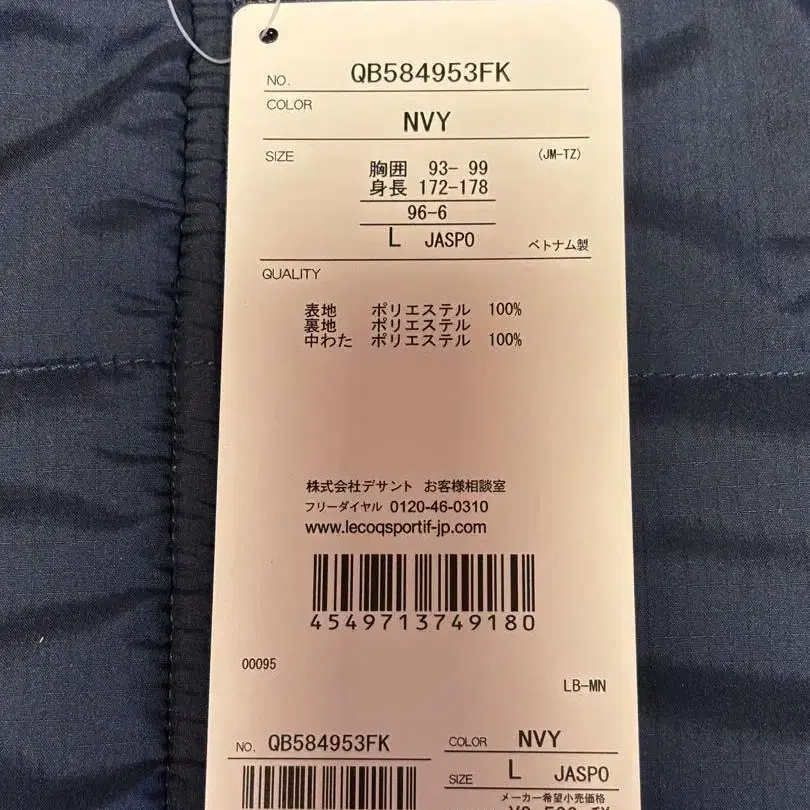 NO. QB584953FK
COLOR
NVY
SIZE
(JM-TZ)
胸囲 93- 99
身長 172-178
96-6
L JASPO
ベトナム製
QUALITY
表地 ポリエステル 100%
裏地 ポリエステル
中わた ポリエステル 100%
株式会社デサント お客様相談室
フリーダイヤル 0120-46-0310
www.lecoqsportif-jp.com
4549713749180
00095
LB-MN
NO. QB584953FK
COLOR NVY
SIZE L JASPO
メーカー希望小売価格